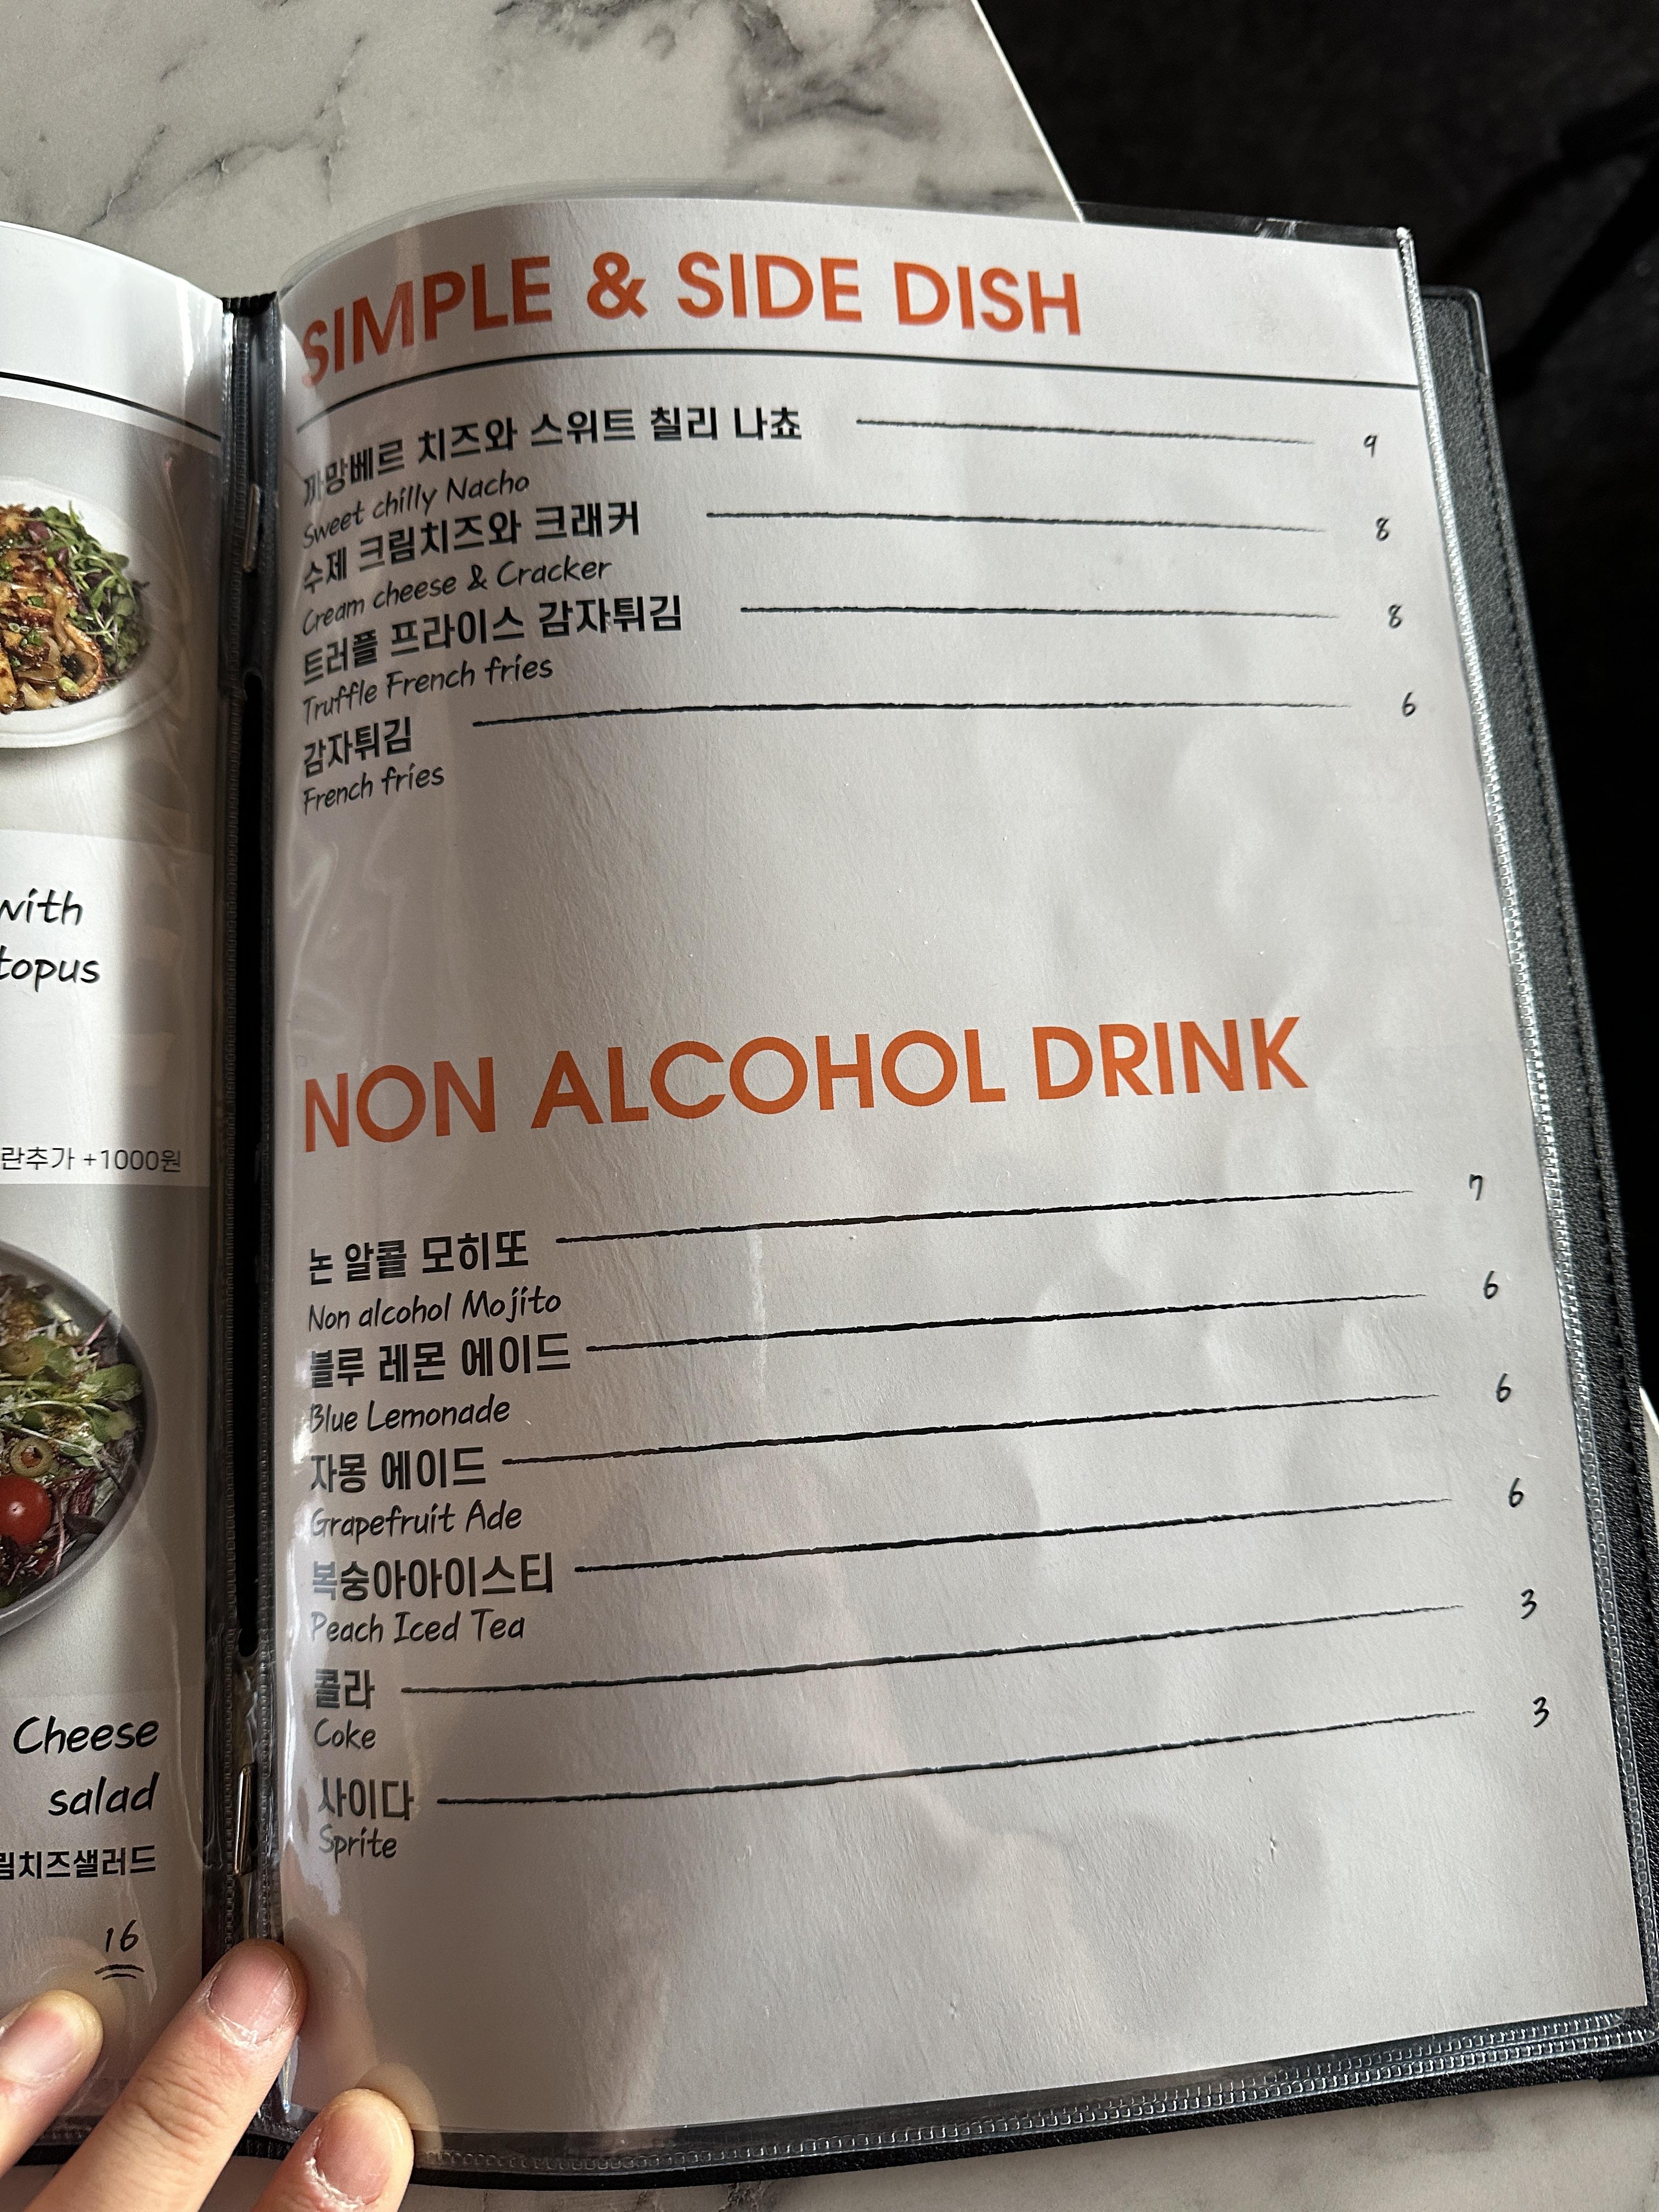 with
topus
란추가 +1000원
Cheese
salad
림치즈샐러드
16
SIMPLE & SIDE DISH
까망베르 치즈와 스위트 칠리 나쵸 9
Sweet chilly Nacho
수제 크림치즈와 크래커 8
Cream cheese & Cracker
트러플 프라이스 감자튀김 8
Truffle French fries
감자튀김 6
French fries
NON ALCOHOL DRINK
논 알콜 모히또 7
Non alcohol Mojito
블루 레몬 에이드 6
Blue Lemonade
자몽 에이드 6
Grapefruit Ade
복숭아아이스티 6
Peach Iced Tea
콜라 3
Coke
사이다 3
Sprite